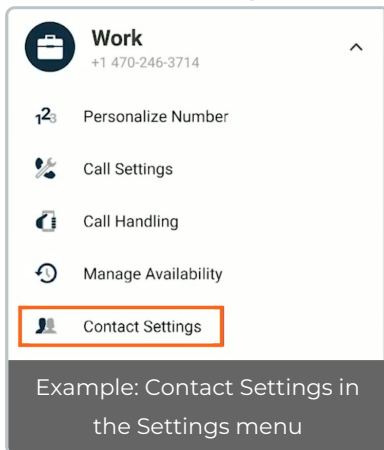 Work
+1 470-246-3714
123 Personalize Number
Call Settings
Call Handling
Manage Availability
Contact Settings
Example: Contact Settings in
the Settings menu